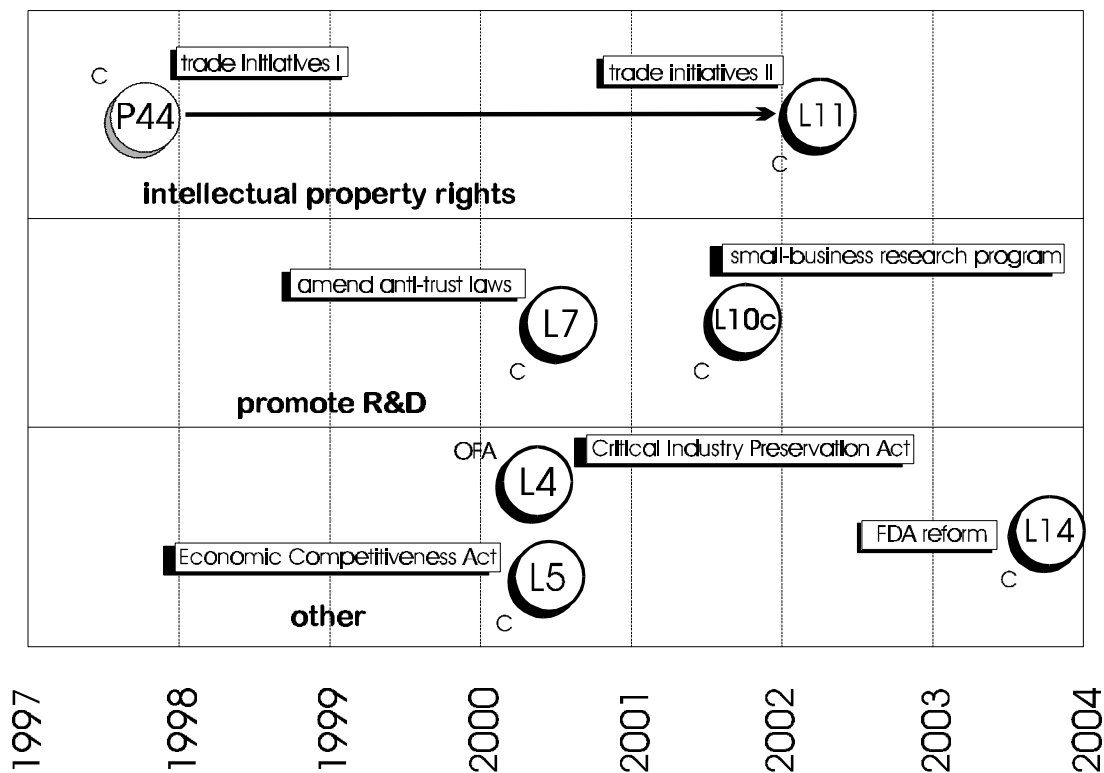 C
trade initiatives I
trade initiatives II
P44
L11
C
intellectual property rights
small-business research program
amend anti-trust laws
L7
L10c
C
C
promote R&D
OFA
Critical Industry Preservation Act
L4
FDA reform
L14
Economic Competitiveness Act
L5
C
C
other
1997
1998
1999
2000
2001
2002
2003
2004